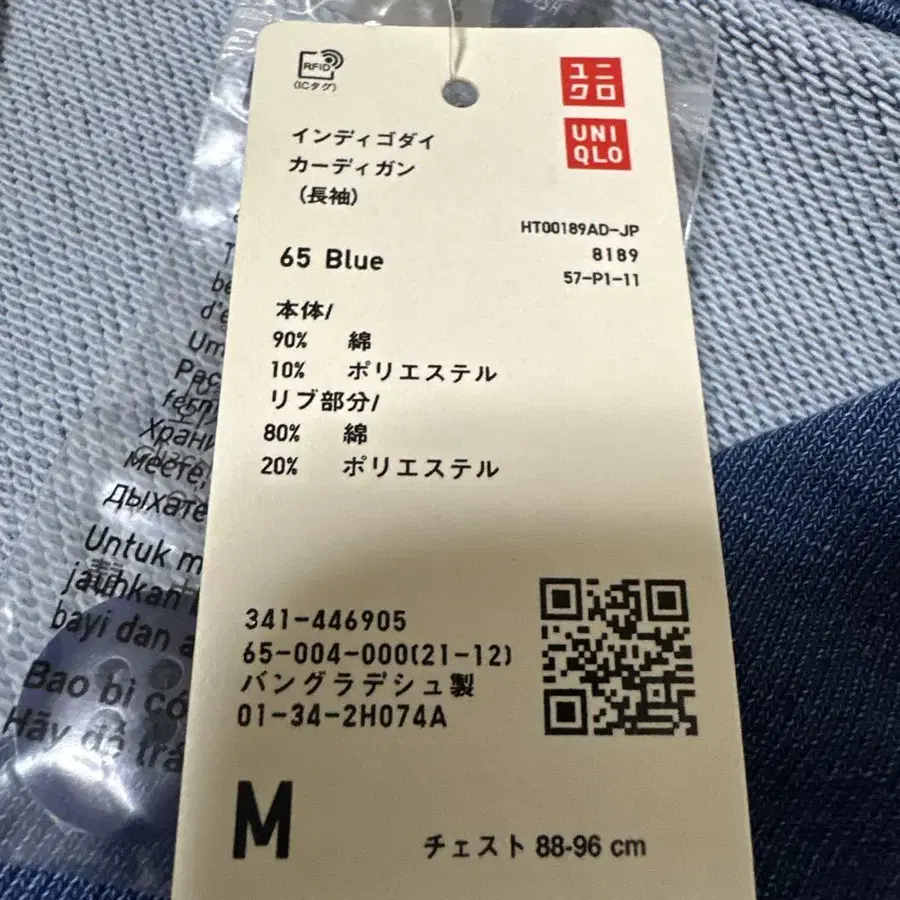 RFID
(ICタグ)
ユニ
クロ
UNI
QLO
インディゴダイ
カーディガン
(長袖)
HT00189AD-JP
8189
57-P1-11
65 Blue
本体/
90% 綿
10% ポリエステル
リブ部分/
80% 綿
20% ポリエステル
341-446905
65-004-000(21-12)
バングラデシュ製
01-34-2H074A
M
チェスト 88-96 cm
d'e
Um
Храни
дыхате
Untuk m
jauhkan
bayi dan a
Bao bì có
Hãy để trá